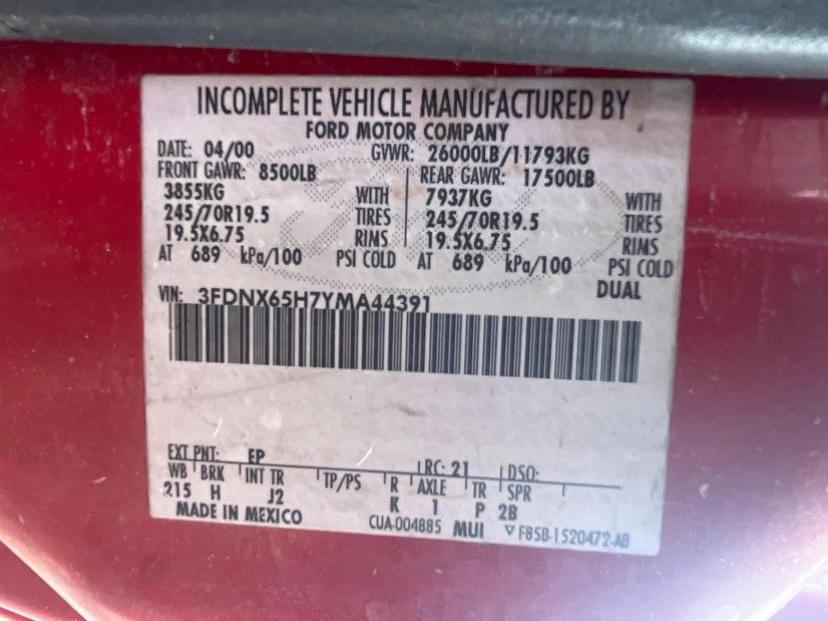 INCOMPLETE VEHICLE MANUFACTURED BY
FORD MOTOR COMPANY
DATE: 04/00 GVWR: 26000LB/11793KG
FRONT GAWR: 8500LB REAR GAWR: 17500LB
3855KG WITH 7937KG WITH
245/70R19.5 TIRES 245/70R19.5 TIRES
19.5X6.75 RIMS 19.5X6.75 RIMS
AT 689 kPa/100 PSI COLD AT 689 kPa/100 PSI COLD
DUAL
VIN: 3FDNX65H7YMA44391
EXT PNT: EP RC: 21 DSO:
WB BRK INT TR TP/PS R AXLE TR SPR
215 H J2 K 1 P 2B
MADE IN MEXICO CUA-004885 MUI F85B-1520472-AB